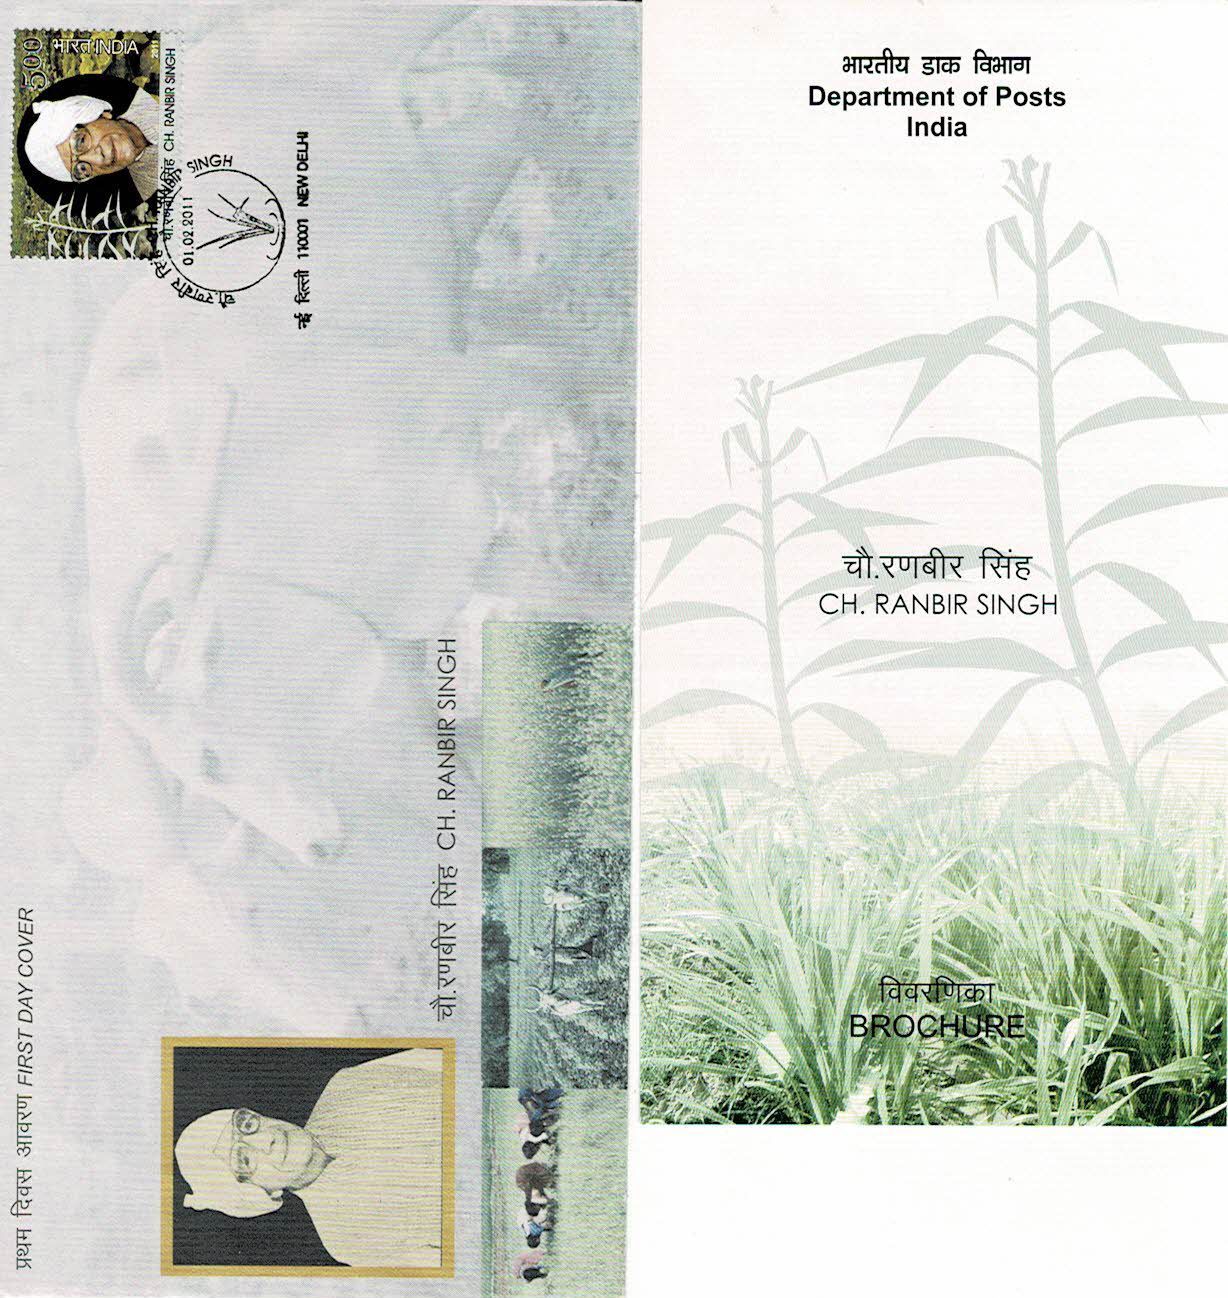 प्रथम दिवस आवरण FIRST DAY COVER
5.00
भारत INDIA
2011
चौ.रणबीर सिंह CH. RANBIR SINGH
चौ.रणबीर सिंह CH. RANBIR SINGH
01.02.2011
नई दिल्ली 110001 NEW DELHI
चौ.रणबीर सिंह CH. RANBIR SINGH
भारतीय डाक विभाग
Department of Posts
India
चौ.रणबीर सिंह
CH. RANBIR SINGH
विवरणिका
BROCHURE